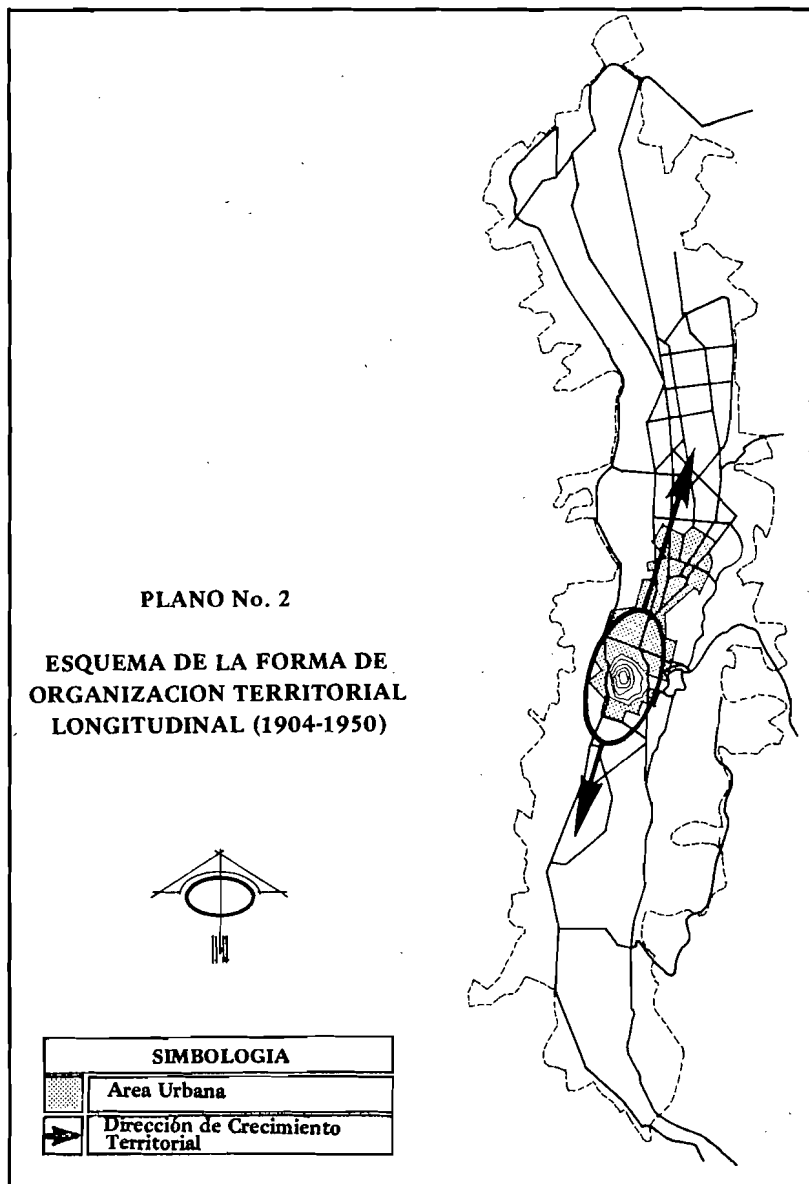 PLANO No. 2
ESQUEMA DE LA FORMA DE
ORGANIZACION TERRITORIAL
LONGITUDINAL (1904-1950)
N
SIMBOLOGIA
Area Urbana
Dirección de Crecimiento
Territorial